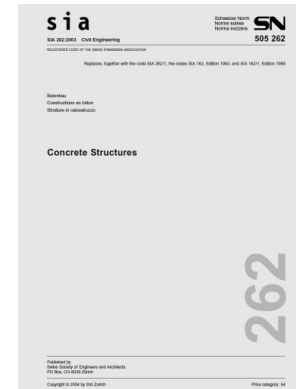 sia
Schweizer Norm
Norme suisse
Norma svizzera
SN
SIA 262:2003 Civil Engineering
505 262
REGISTERED CODE OF THE SWISS STANDARDS ASSOCIATION
Replaces, together with the code SIA 262/1, the codes SIA 162, Edition 1993, and SIA 162/1, Edition 1989
Betonbau
Constructions en béton
Strutture in calcestruzzo
Concrete Structures
262
Published by
Swiss Society of Engineers and Architects
PO Box, CH-8039 Zürich
Copyright © 2004 by SIA Zurich
Price category: 64